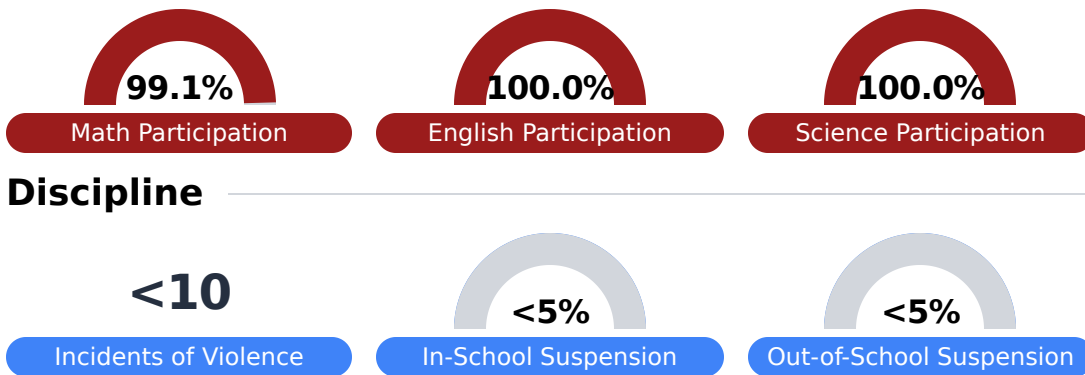 99.1%
100.0%
100.0%
Math Participation
English Participation
Science Participation
Discipline
<10
<5%
<5%
Incidents of Violence
In-School Suspension
Out-of-School Suspension